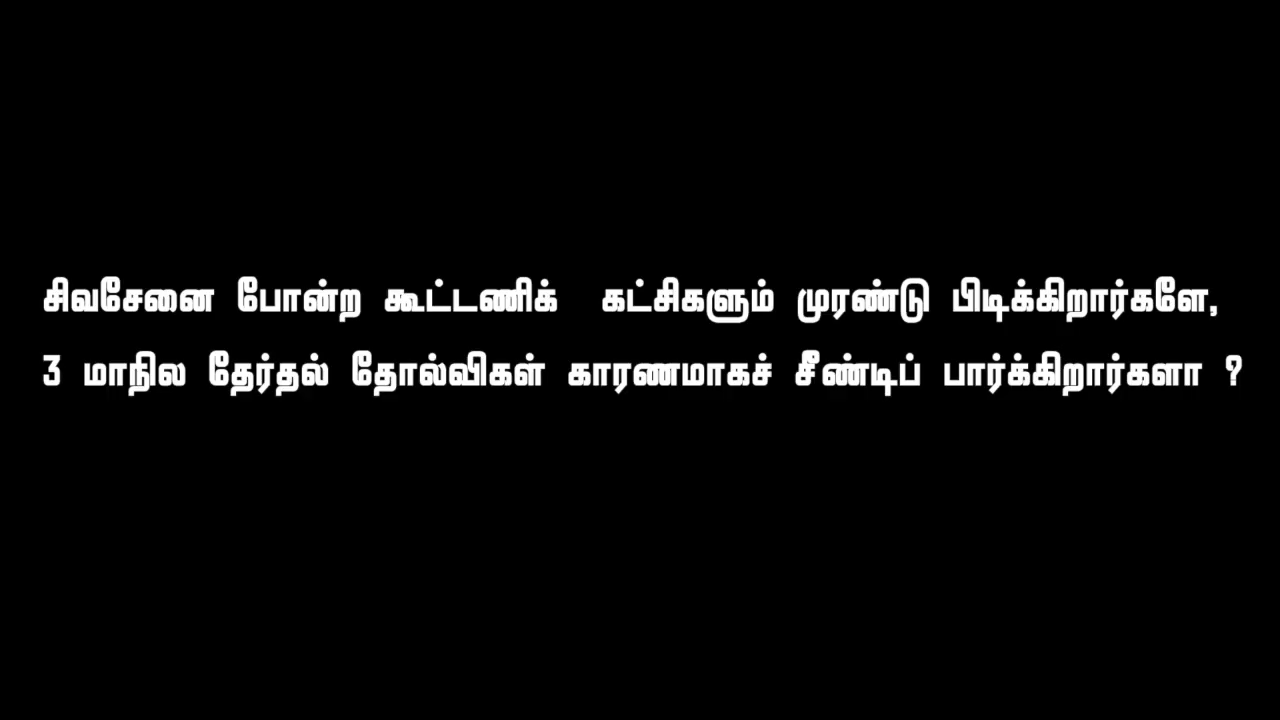 சிவசேனை போன்ற கூட்டணிக் கட்சிகளும் முரண்டு பிடிக்கிறார்களே,
3 மாநில தேர்தல் தோல்விகள் காரணமாகச் சீண்டிப் பார்க்கிறார்களா ?